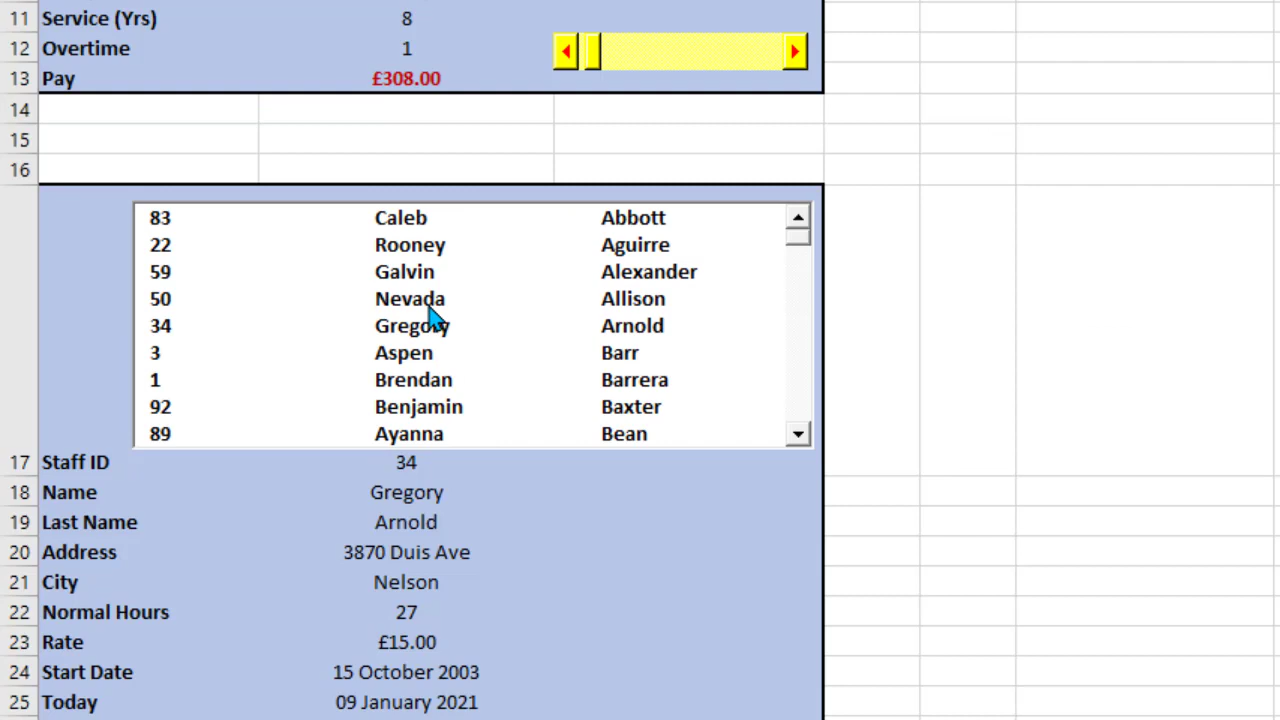 11 Service (Yrs) 8
12 Overtime 1
13 Pay £308.00
14
15
16
83 Caleb Abbott
22 Rooney Aguirre
59 Galvin Alexander
50 Nevada Allison
34 Gregory Arnold
3 Aspen Barr
1 Brendan Barrera
92 Benjamin Baxter
89 Ayanna Bean
17 Staff ID 34
18 Name Gregory
19 Last Name Arnold
20 Address 3870 Duis Ave
21 City Nelson
22 Normal Hours 27
23 Rate £15.00
24 Start Date 15 October 2003
25 Today 09 January 2021